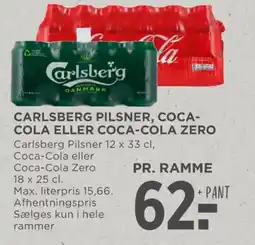 Carlsberg
DANMARK
CARLSBERG PILSNER, COCA-
COLA ELLER COCA-COLA ZERO
Carlsberg Pilsner 12 x 33 cl,
Coca-Cola eller
Coca-Cola Zero
18 x 25 cl.
Max. literpris 15,66.
Afhentningspris
Sælges kun i hele
rammer
PR. RAMME
62.-
+ PANT